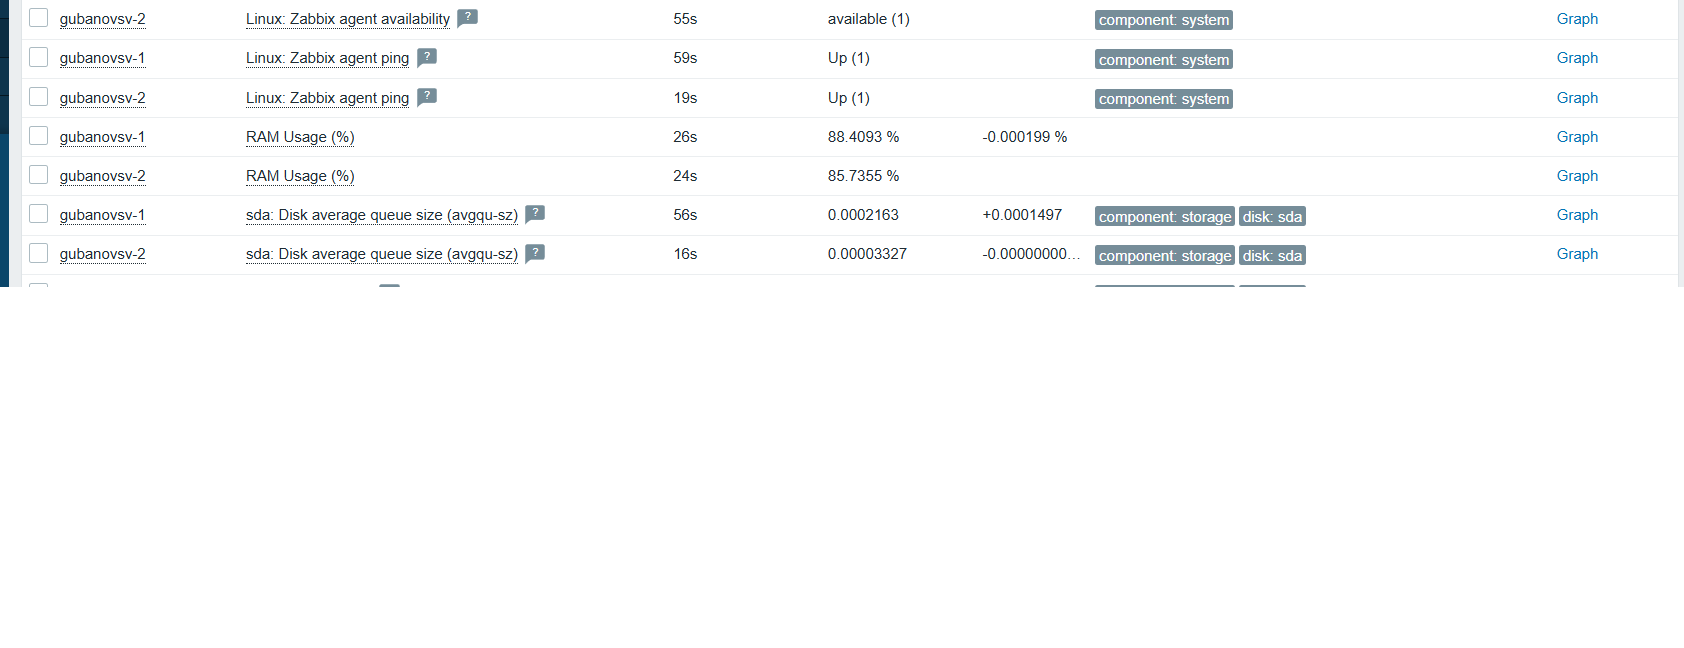 gubanovsv-2 Linux: Zabbix agent availability ? 55s available (1) component: system Graph
gubanovsv-1 Linux: Zabbix agent ping ? 59s Up (1) component: system Graph
gubanovsv-2 Linux: Zabbix agent ping ? 19s Up (1) component: system Graph
gubanovsv-1 RAM Usage (%) 26s 88.4093 % -0.000199 % Graph
gubanovsv-2 RAM Usage (%) 24s 85.7355 % Graph
gubanovsv-1 sda: Disk average queue size (avgqu-sz) ? 56s 0.0002163 +0.0001497 component: storage disk: sda Graph
gubanovsv-2 sda: Disk average queue size (avgqu-sz) ? 16s 0.00003327 -0.00000000... component: storage disk: sda Graph